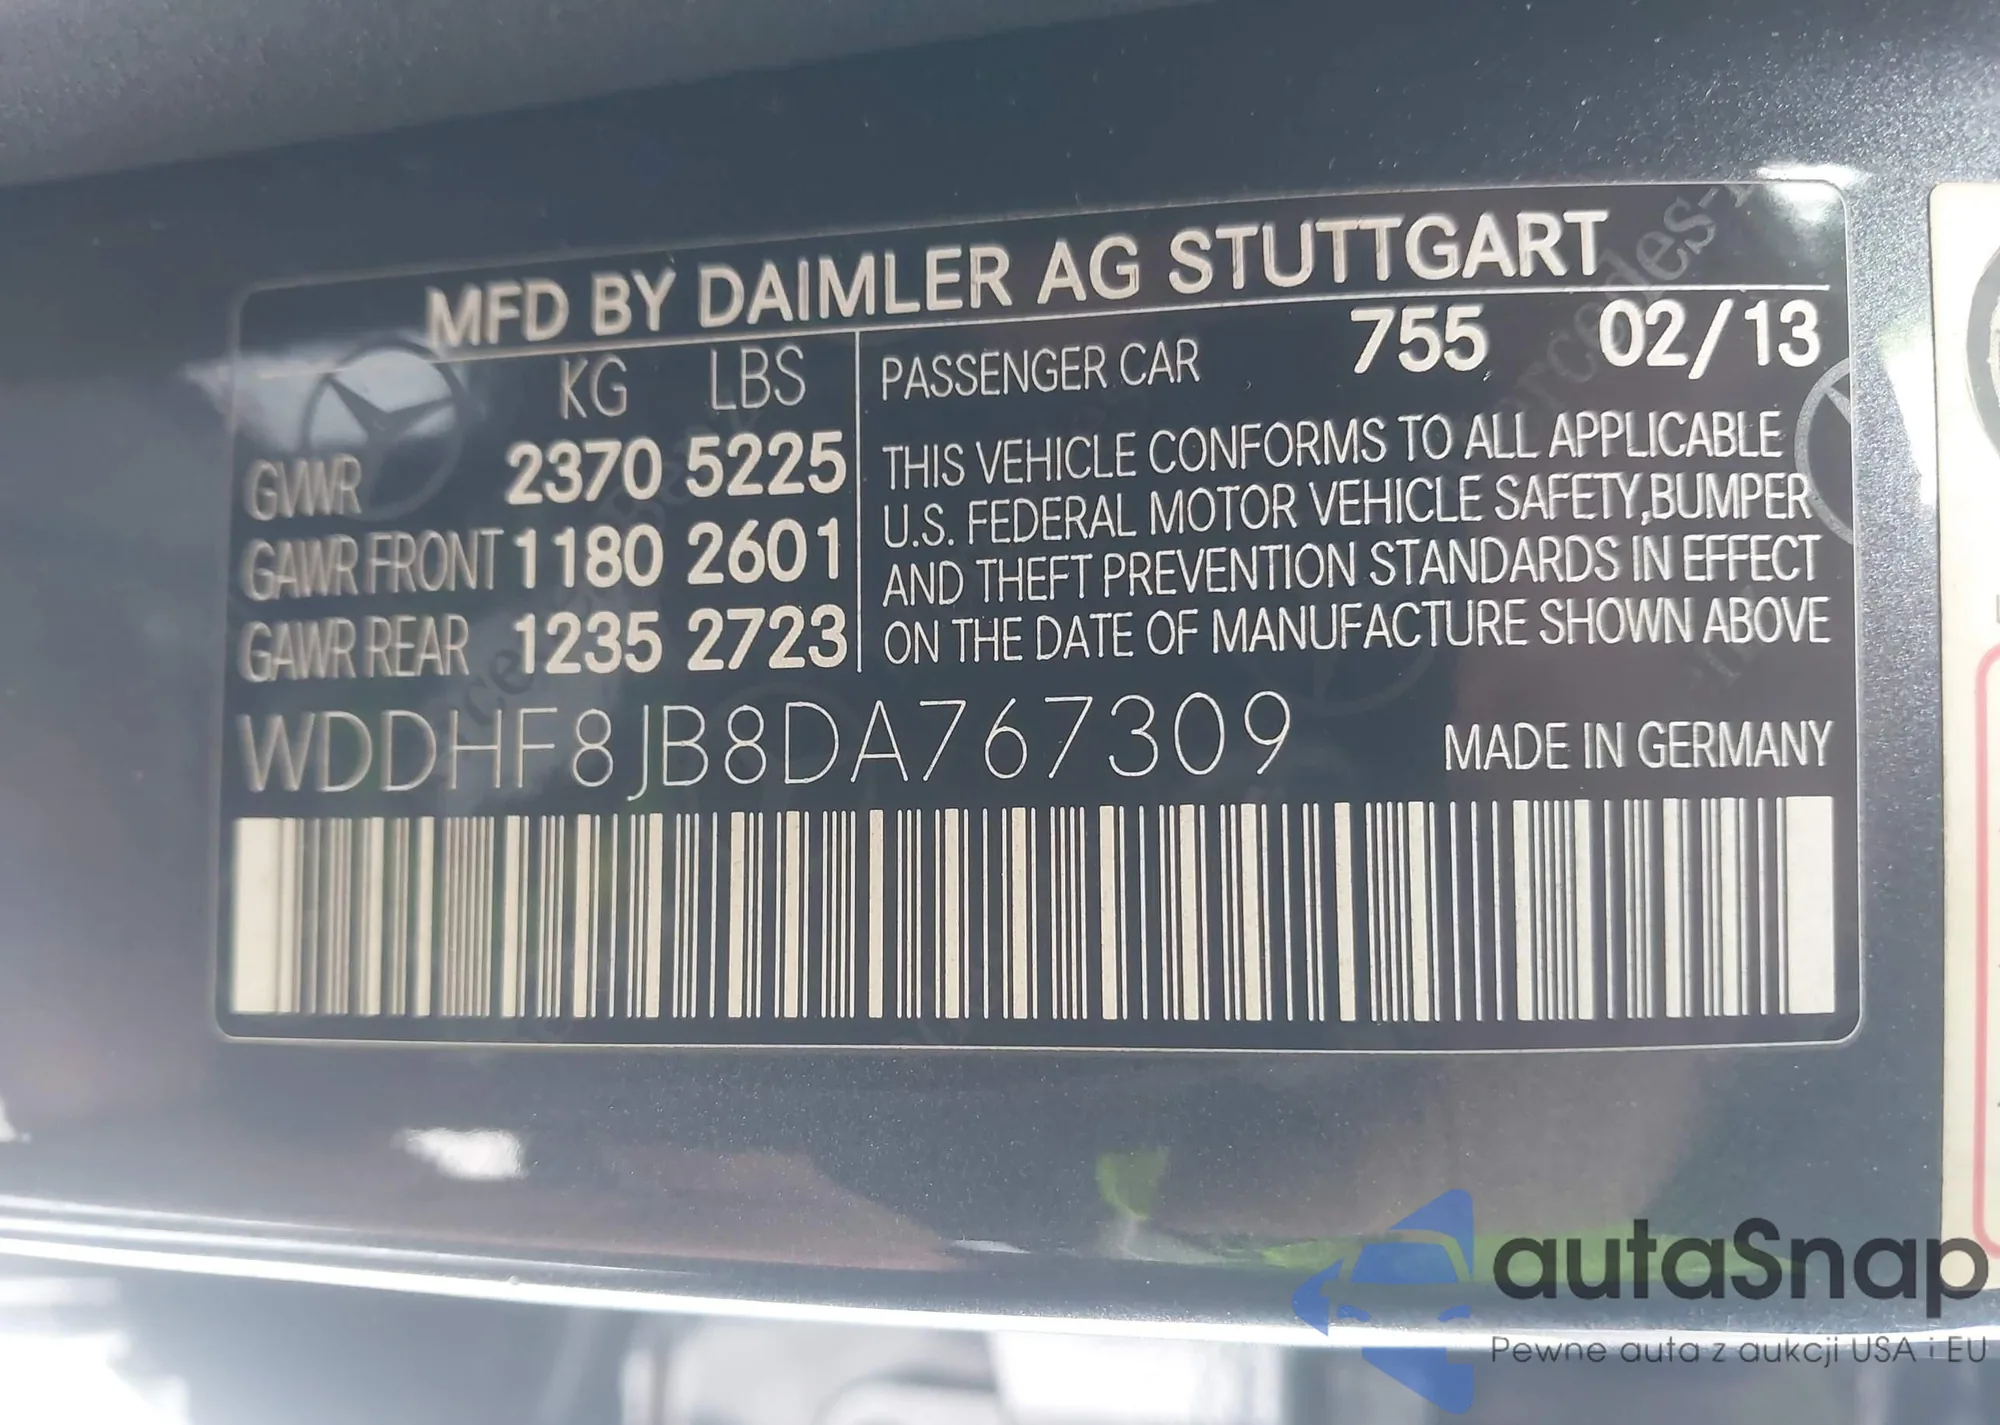 MFD BY DAIMLER AG STUTTGART
KG LBS
GVWR 2370 5225
GAWR FRONT 1180 2601
GAWR REAR 1235 2723
PASSENGER CAR 755 02/13
THIS VEHICLE CONFORMS TO ALL APPLICABLE
U.S. FEDERAL MOTOR VEHICLE SAFETY,BUMPER
AND THEFT PREVENTION STANDARDS IN EFFECT
ON THE DATE OF MANUFACTURE SHOWN ABOVE
WDDHF8JB8DA767309 MADE IN GERMANY
autaSnap
Pewne auta z aukcji USA i EU